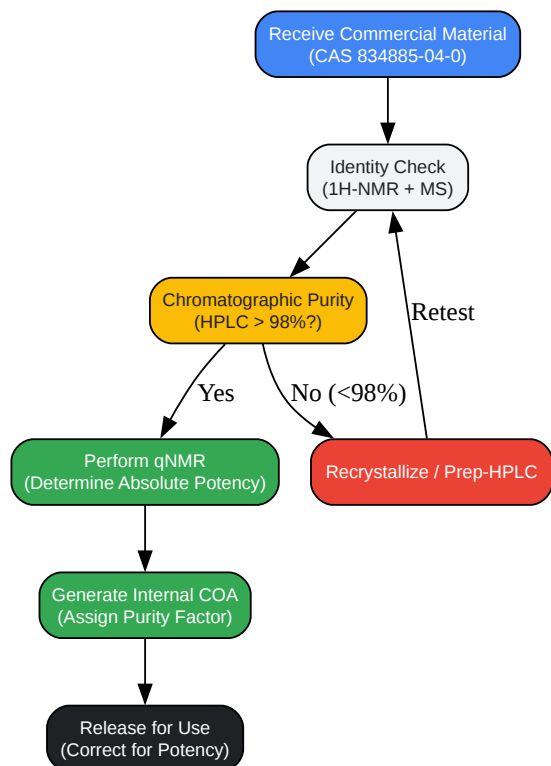 Receive Commercial Material
(CAS 834885-04-0)
Identity Check
(1H-NMR + MS)
Chromatographic Purity
(HPLC > 98%?)
Retest
Yes
No (<98%)
Perform qNMR
(Determine Absolute Potency)
Recrystallize / Prep-HPLC
Generate Internal COA
(Assign Purity Factor)
Release for Use
(Correct for Potency)